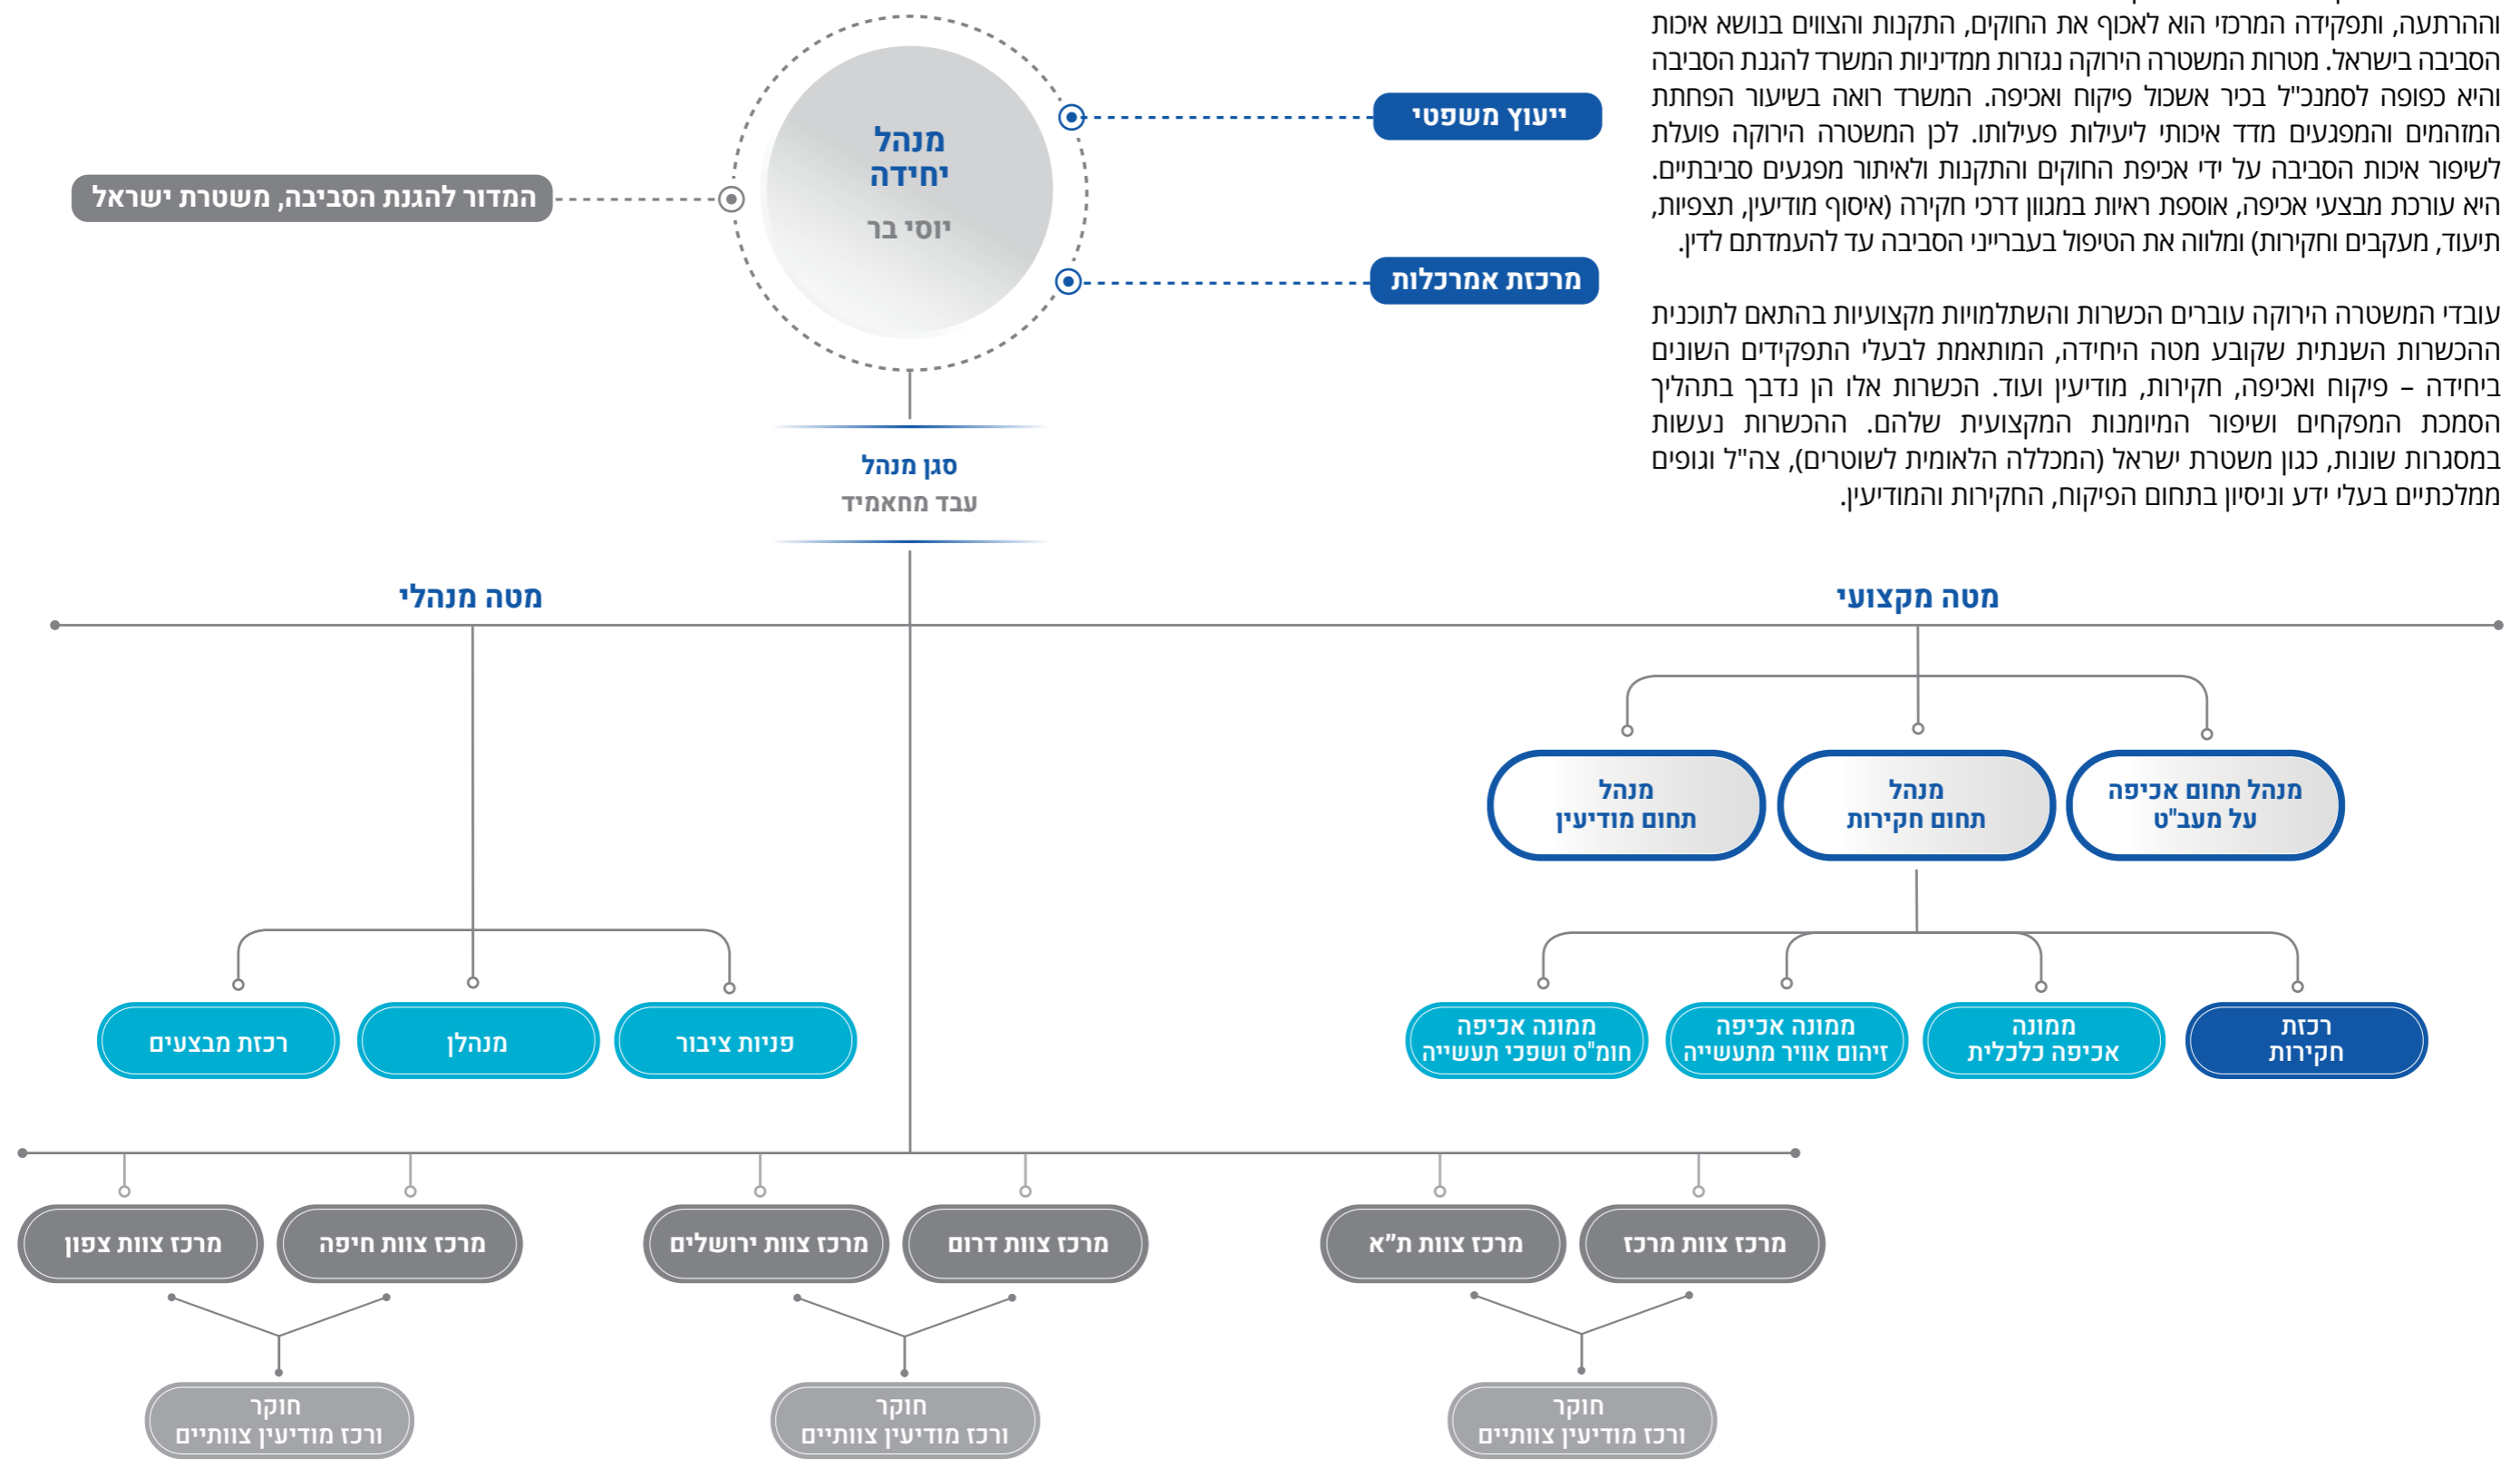 וההרתעה, ותפקידה המרכזי הוא לאכוף את החוקים, התקנות והצווים בנושא איכות
הסביבה בישראל. מטרות המשטרה הירוקה נגזרות ממדיניות המשרד להגנת הסביבה
והיא כפופה לסמנכ"ל בכיר אשכול פיקוח ואכיפה. המשרד רואה בשיעור הפחתת
המזהמים והמפגעים מדד איכותי ליעילות פעילותו. לכן המשטרה הירוקה פועלת
לשיפור איכות הסביבה על ידי אכיפת החוקים והתקנות ולאיתור מפגעים סביבתיים.
היא עורכת מבצעי אכיפה, אוספת ראיות במגוון דרכי חקירה (איסוף מודיעין, תצפיות,
תיעוד, מעקבים וחקירות) ומלווה את הטיפול בעברייני הסביבה עד להעמדתם לדין.
עובדי המשטרה הירוקה עוברים הכשרות והשתלמויות מקצועיות בהתאם לתוכנית
ההכשרות השנתית שקובע מטה היחידה, המותאמת לבעלי התפקידים השונים
ביחידה – פיקוח ואכיפה, חקירות, מודיעין ועוד. הכשרות אלו הן נדבך בתהליך
הסמכת המפקחים ושיפור המיומנות המקצועית שלהם. ההכשרות נעשות
במסגרות שונות, כגון משטרת ישראל (המכללה הלאומית לשוטרים), צה"ל וגופים
ממלכתיים בעלי ידע וניסיון בתחום הפיקוח, החקירות והמודיעין.
ייעוץ משפטי
מרכזת אמרכלות
מנהל
יחידה
יוסי בר
המדור להגנת הסביבה, משטרת ישראל
סגן מנהל
עבד מחאמיד
מטה מקצועי
מטה מנהלי
מנהל תחום אכיפה
על מעב"ט
מנהל
תחום חקירות
מנהל
תחום מודיעין
רכזת
חקירות
ממונה
אכיפה כלכלית
ממונה אכיפה
זיהום אוויר מתעשייה
ממונה אכיפה
חומ"ס ושפכי תעשייה
פניות ציבור
מנהלן
רכזת מבצעים
מרכז צוות מרכז
מרכז צוות ת״א
מרכז צוות דרום
מרכז צוות ירושלים
מרכז צוות חיפה
מרכז צוות צפון
חוקר
ורכז מודיעין צוותיים
חוקר
ורכז מודיעין צוותיים
חוקר
ורכז מודיעין צוותיים